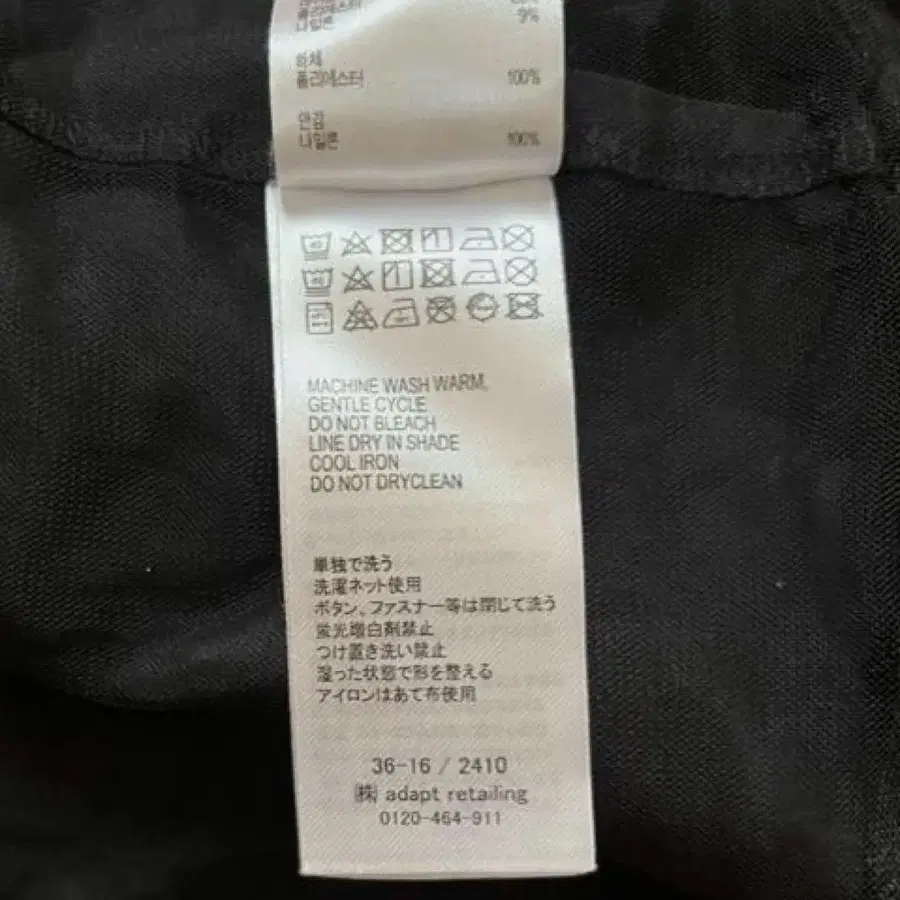 폴리에스터
나일론 9%
하체
폴리에스터 100%
안감
나일론 100%
MACHINE WASH WARM,
GENTLE CYCLE
DO NOT BLEACH
LINE DRY IN SHADE
COOL IRON
DO NOT DRYCLEAN
単独で洗う
洗濯ネット使用
ボタン、ファスナー等は閉じて洗う
蛍光増白剤禁止
つけ置き洗い禁止
湿った状態で形を整える
アイロンはあて布使用
36-16 / 2410
㈱ adapt retailing
0120-464-911